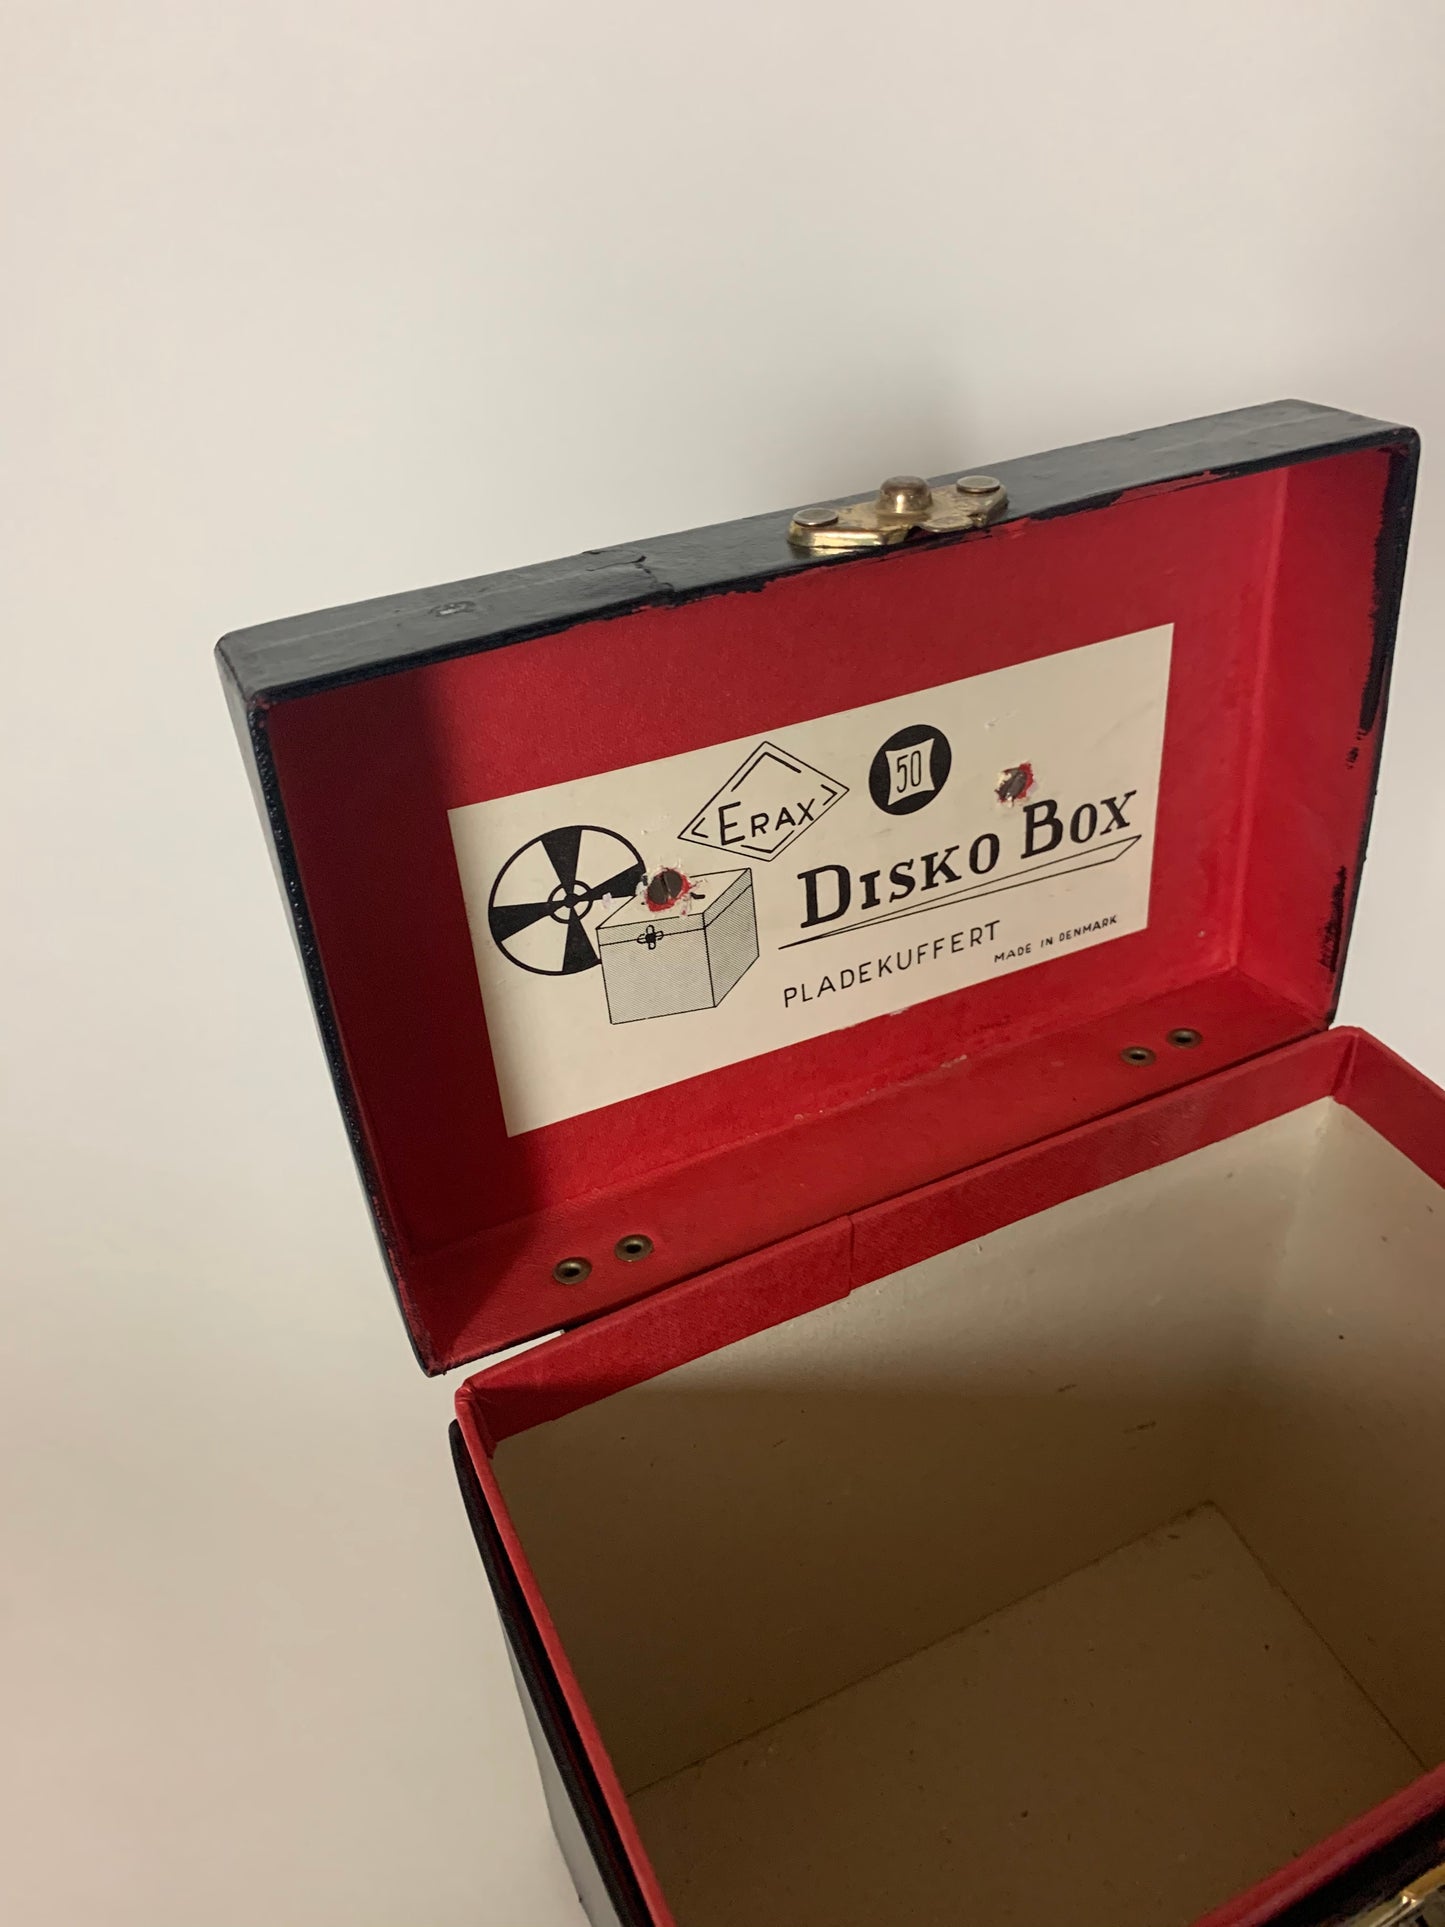 ERAX
50
DISKO BOX
PLADEKUFFERT
MADE IN DENMARK